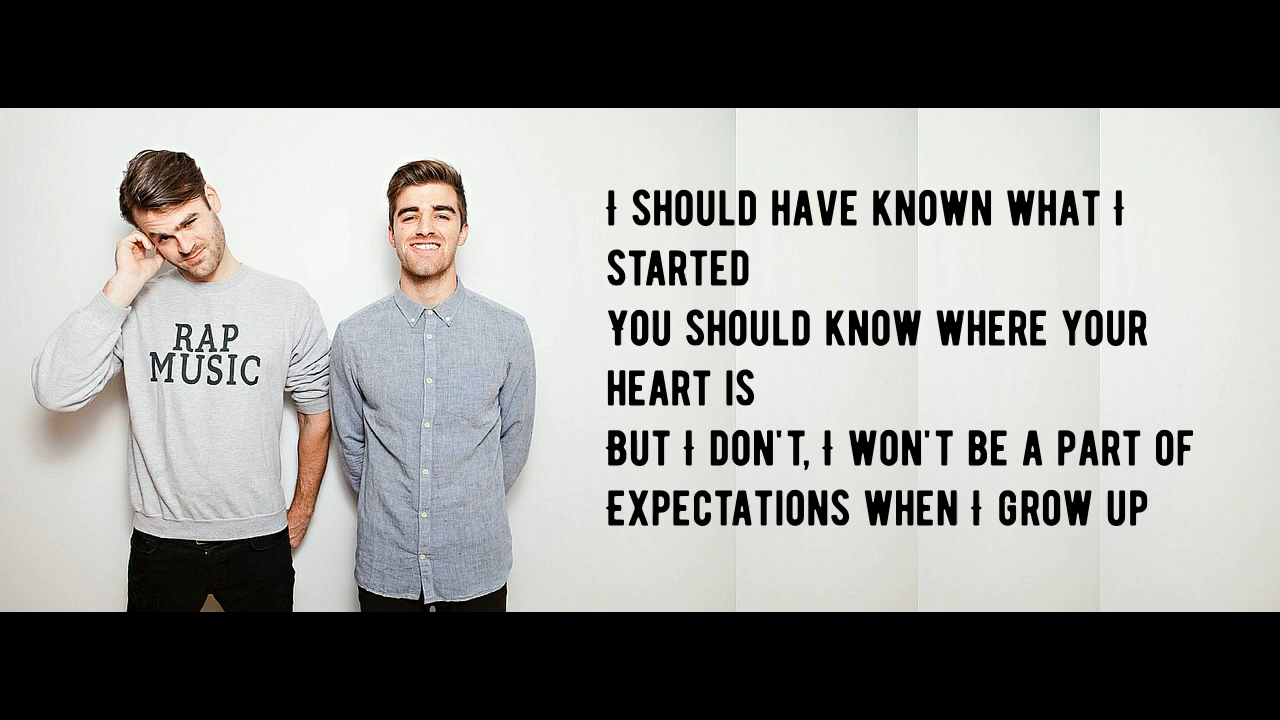 RAP
MUSIC
I SHOULD HAVE KNOWN WHAT I
STARTED
YOU SHOULD KNOW WHERE YOUR
HEART IS
BUT I DON'T, I WON'T BE A PART OF
EXPECTATIONS WHEN I GROW UP